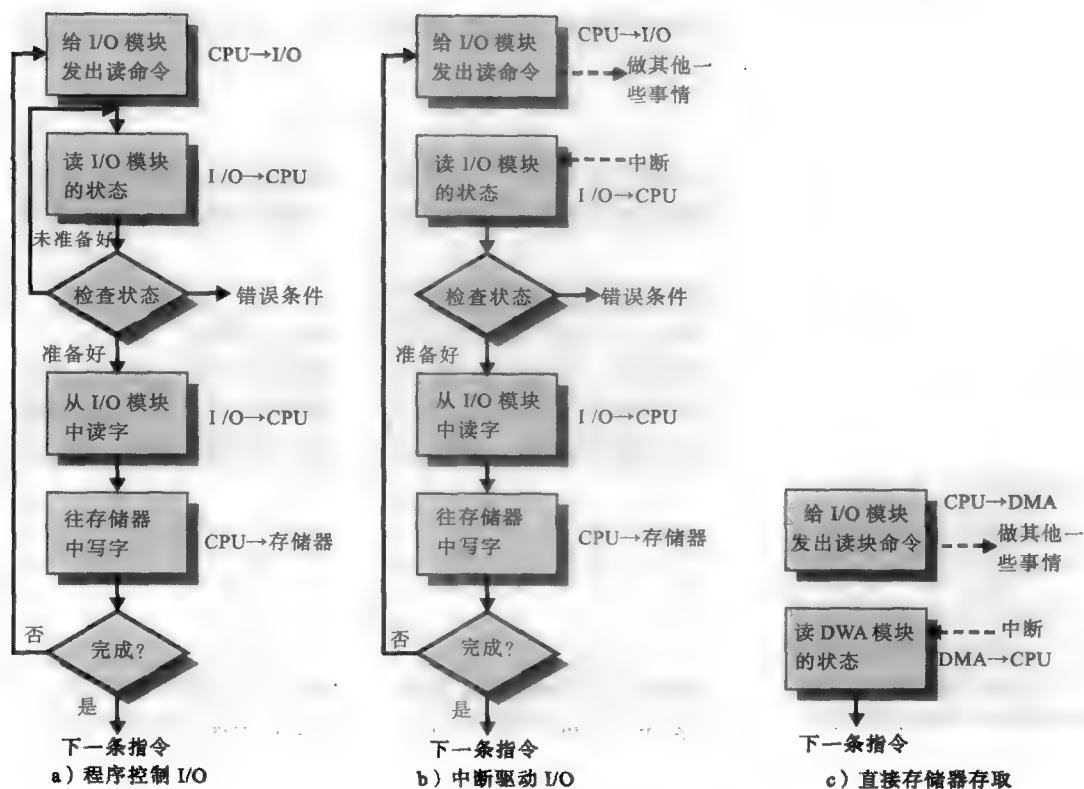 给 I/O 模块
发出读命令
CPU→I/O
读 I/O 模块
的状态
I /O→CPU
未准备好
检查状态
错误条件
准备好
从 I/O 模块
中读字
I /O→CPU
往存储器
中写字
CPU→存储器
否
完成?
是
下一条指令
a）程序控制 I/O
给 I/O 模块
发出读命令
CPU→I/O
做其他一
些事情
读 I/O 模块
的状态
中断
I /O→CPU
检查状态
错误条件
准备好
从 I/O 模块
中读字
I /O→CPU
往存储器
中写字
CPU→存储器
否
完成?
是
下一条指令
b）中断驱动 I/O
给 I/O 模块
发出读块命令
CPU→DMA
做其他一
些事情
读 DWA 模块
的状态
中断
DMA→CPU
下一条指令
c）直接存储器存取